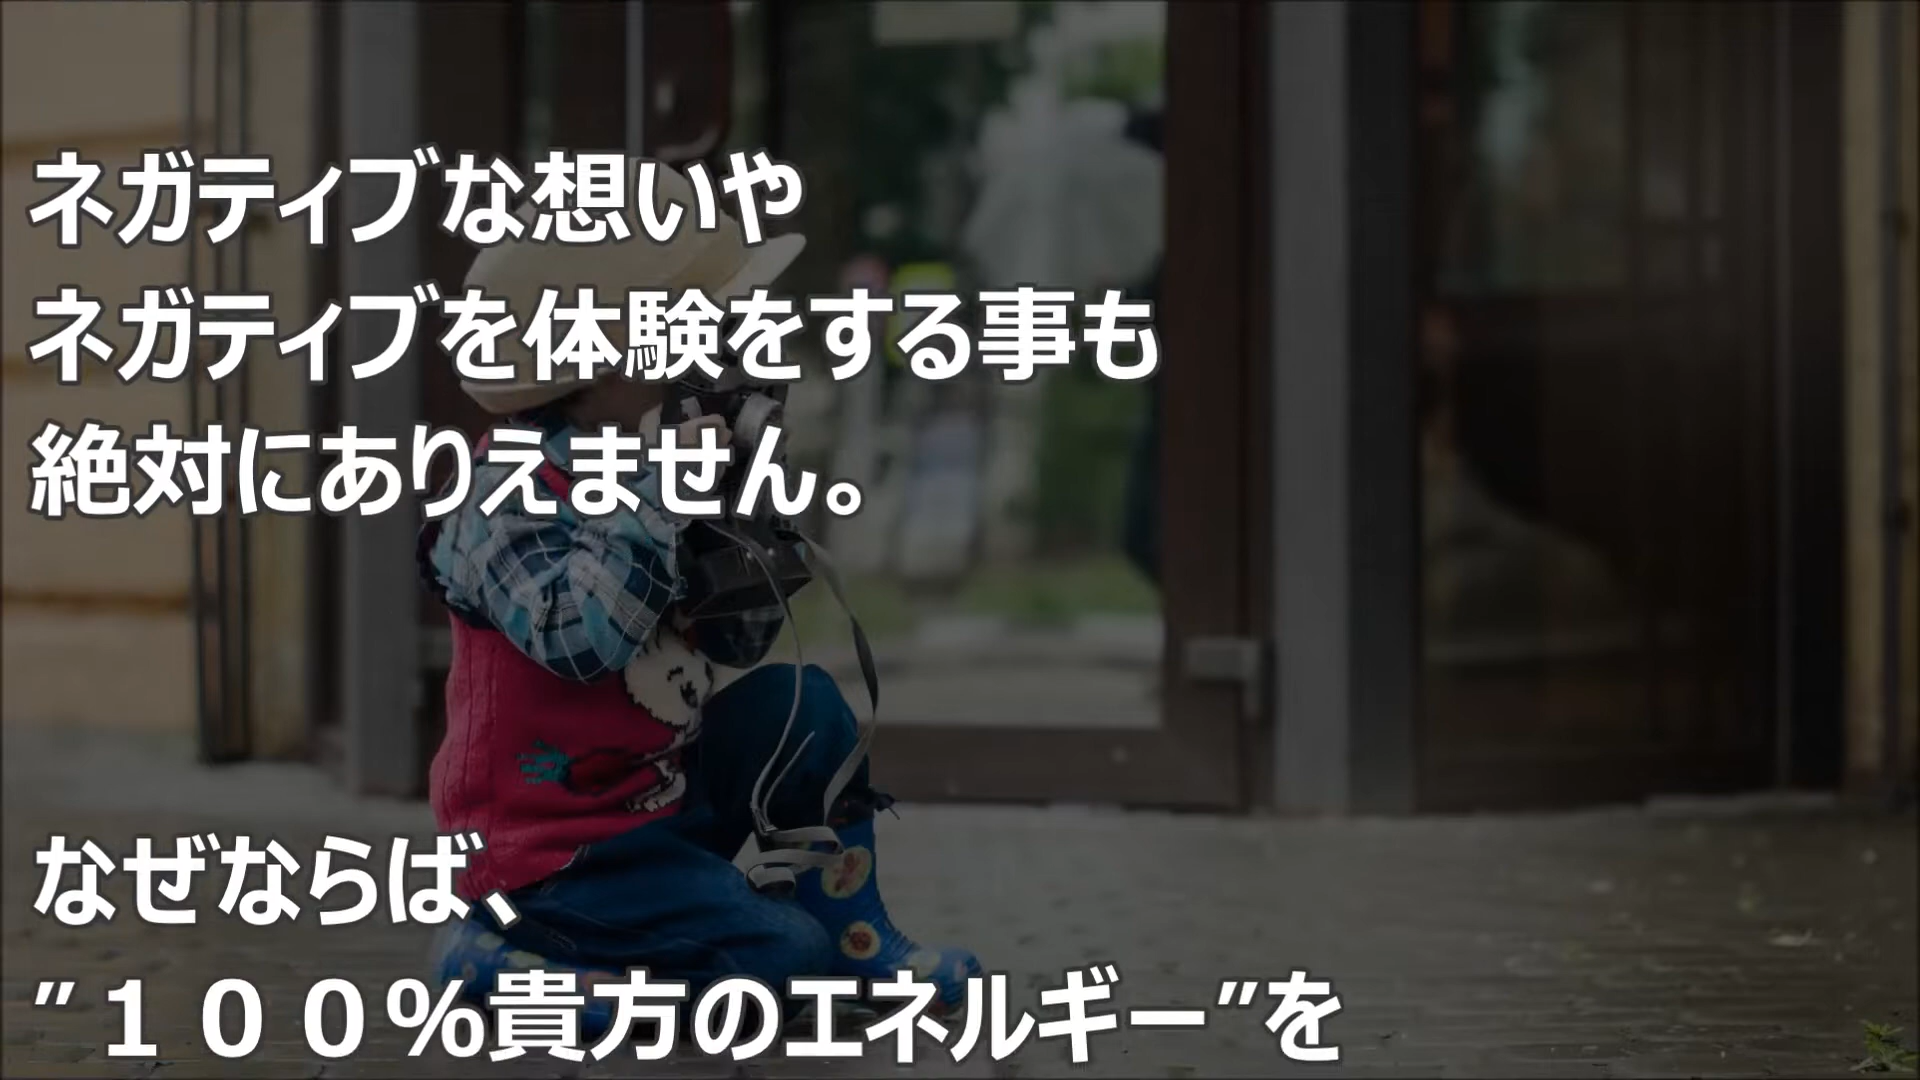 ネガティブな想いや
ネガティブを体験をする事も
絶対にありえません。
なぜならば、
"１００%貴方のエネルギー"を